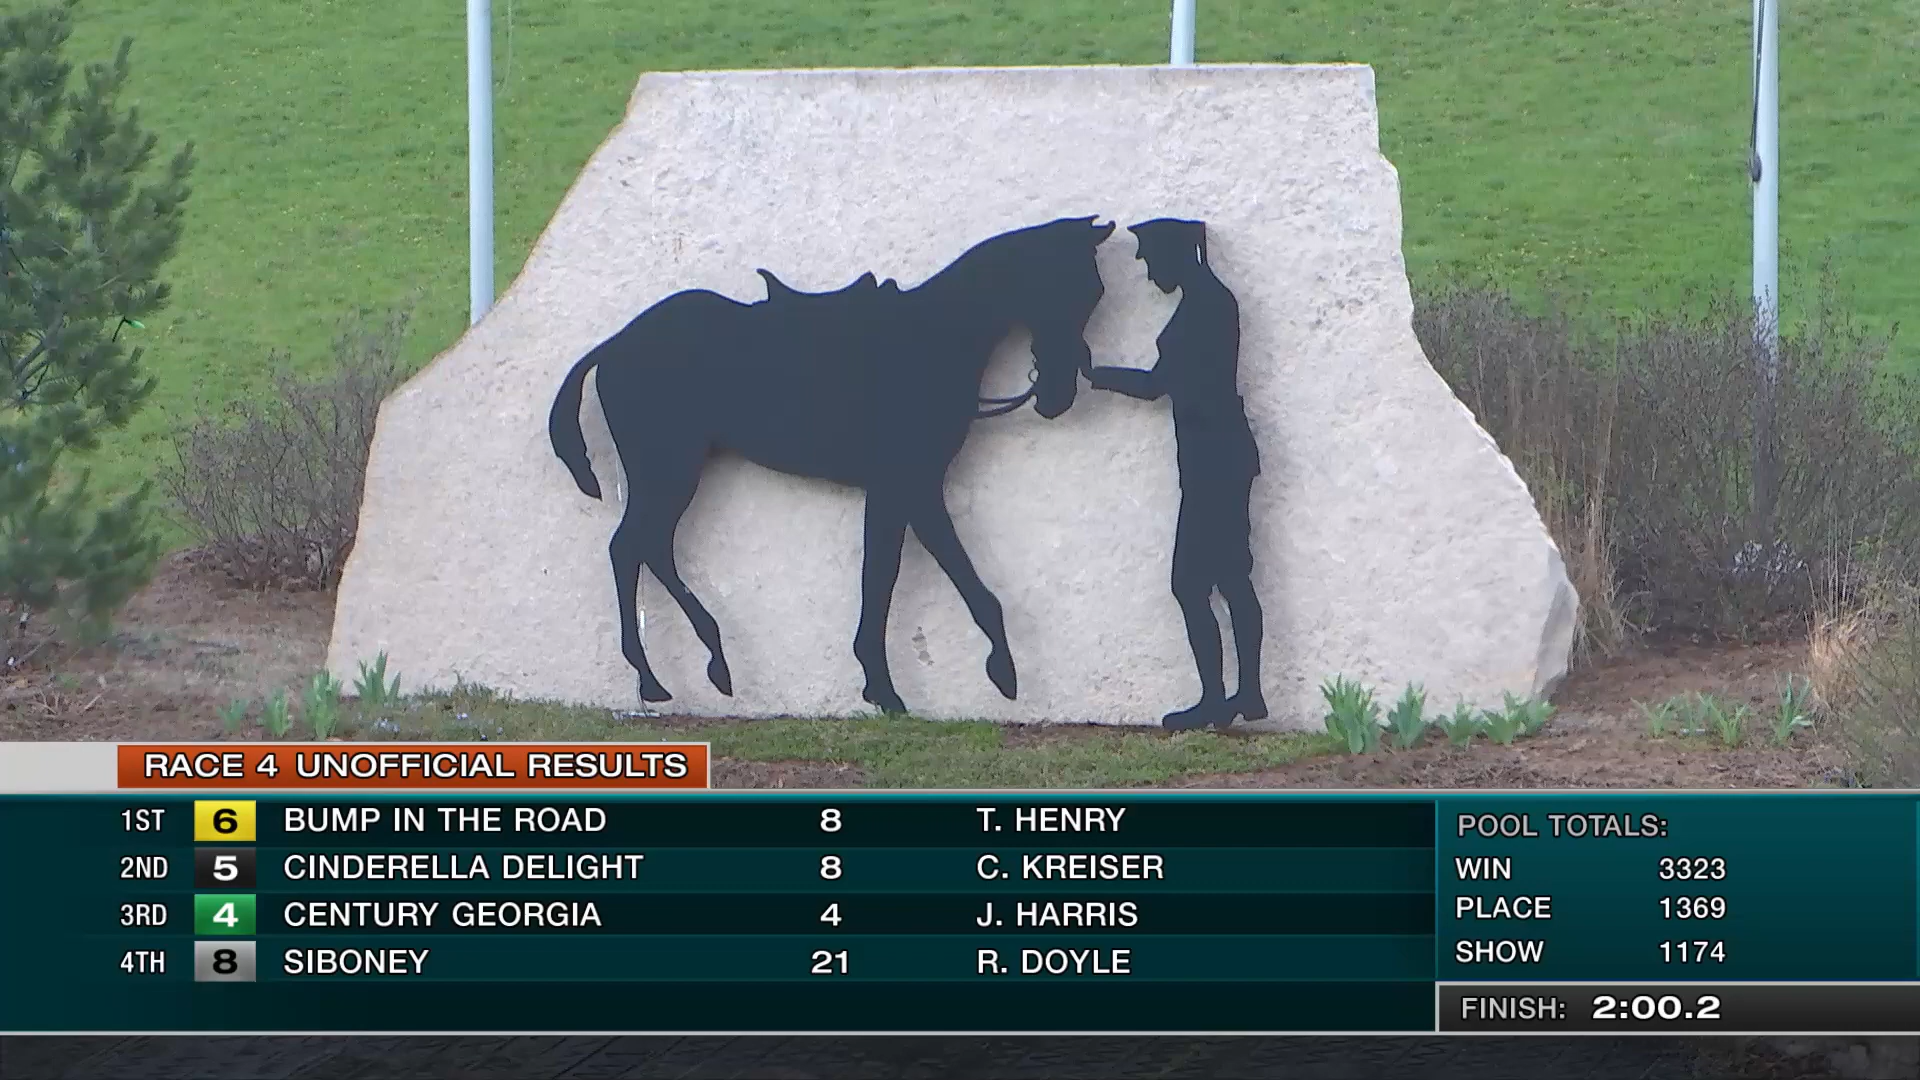 RACE 4 UNOFFICIAL RESULTS
1ST 6 BUMP IN THE ROAD 8 T. HENRY
2ND 5 CINDERELLA DELIGHT 8 C. KREISER
3RD 4 CENTURY GEORGIA 4 J. HARRIS
4TH 8 SIBONEY 21 R. DOYLE
POOL TOTALS:
WIN 3323
PLACE 1369
SHOW 1174
FINISH: 2:00.2